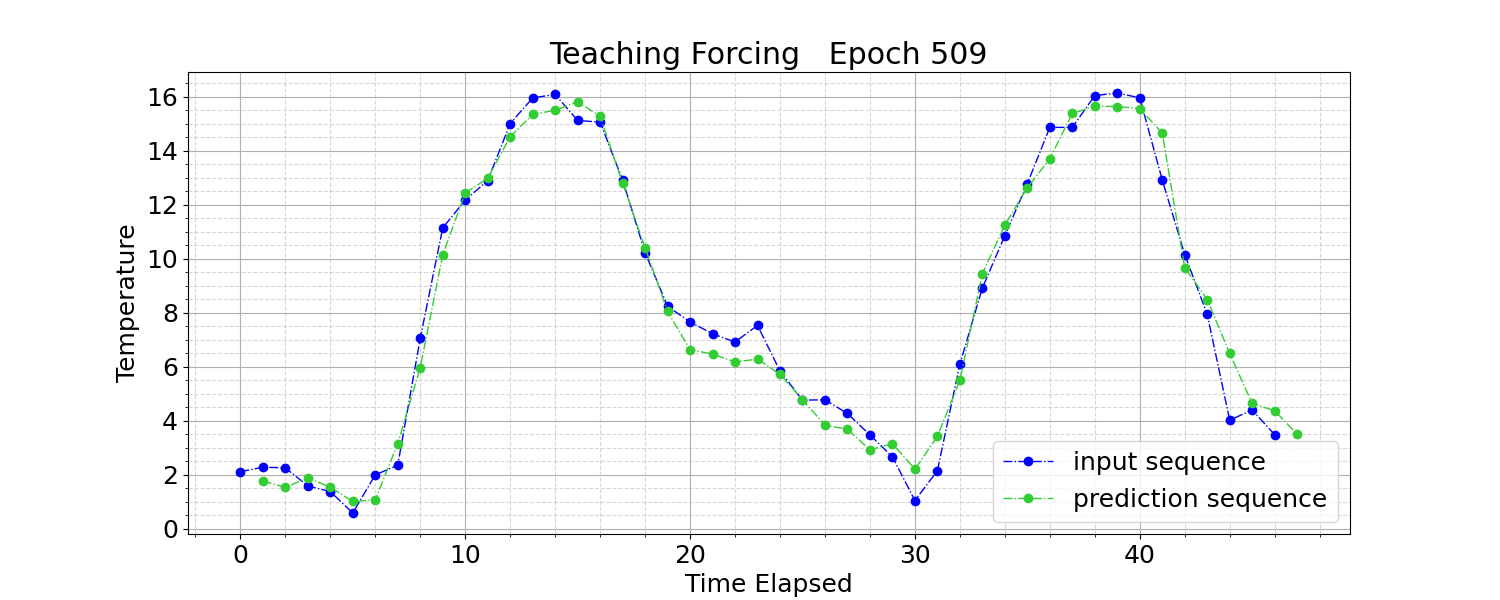 Teaching Forcing   Epoch 509
16
14
12
10
8
6
4
2
0
Temperature
input sequence
prediction sequence
0 10 20 30 40
Time Elapsed